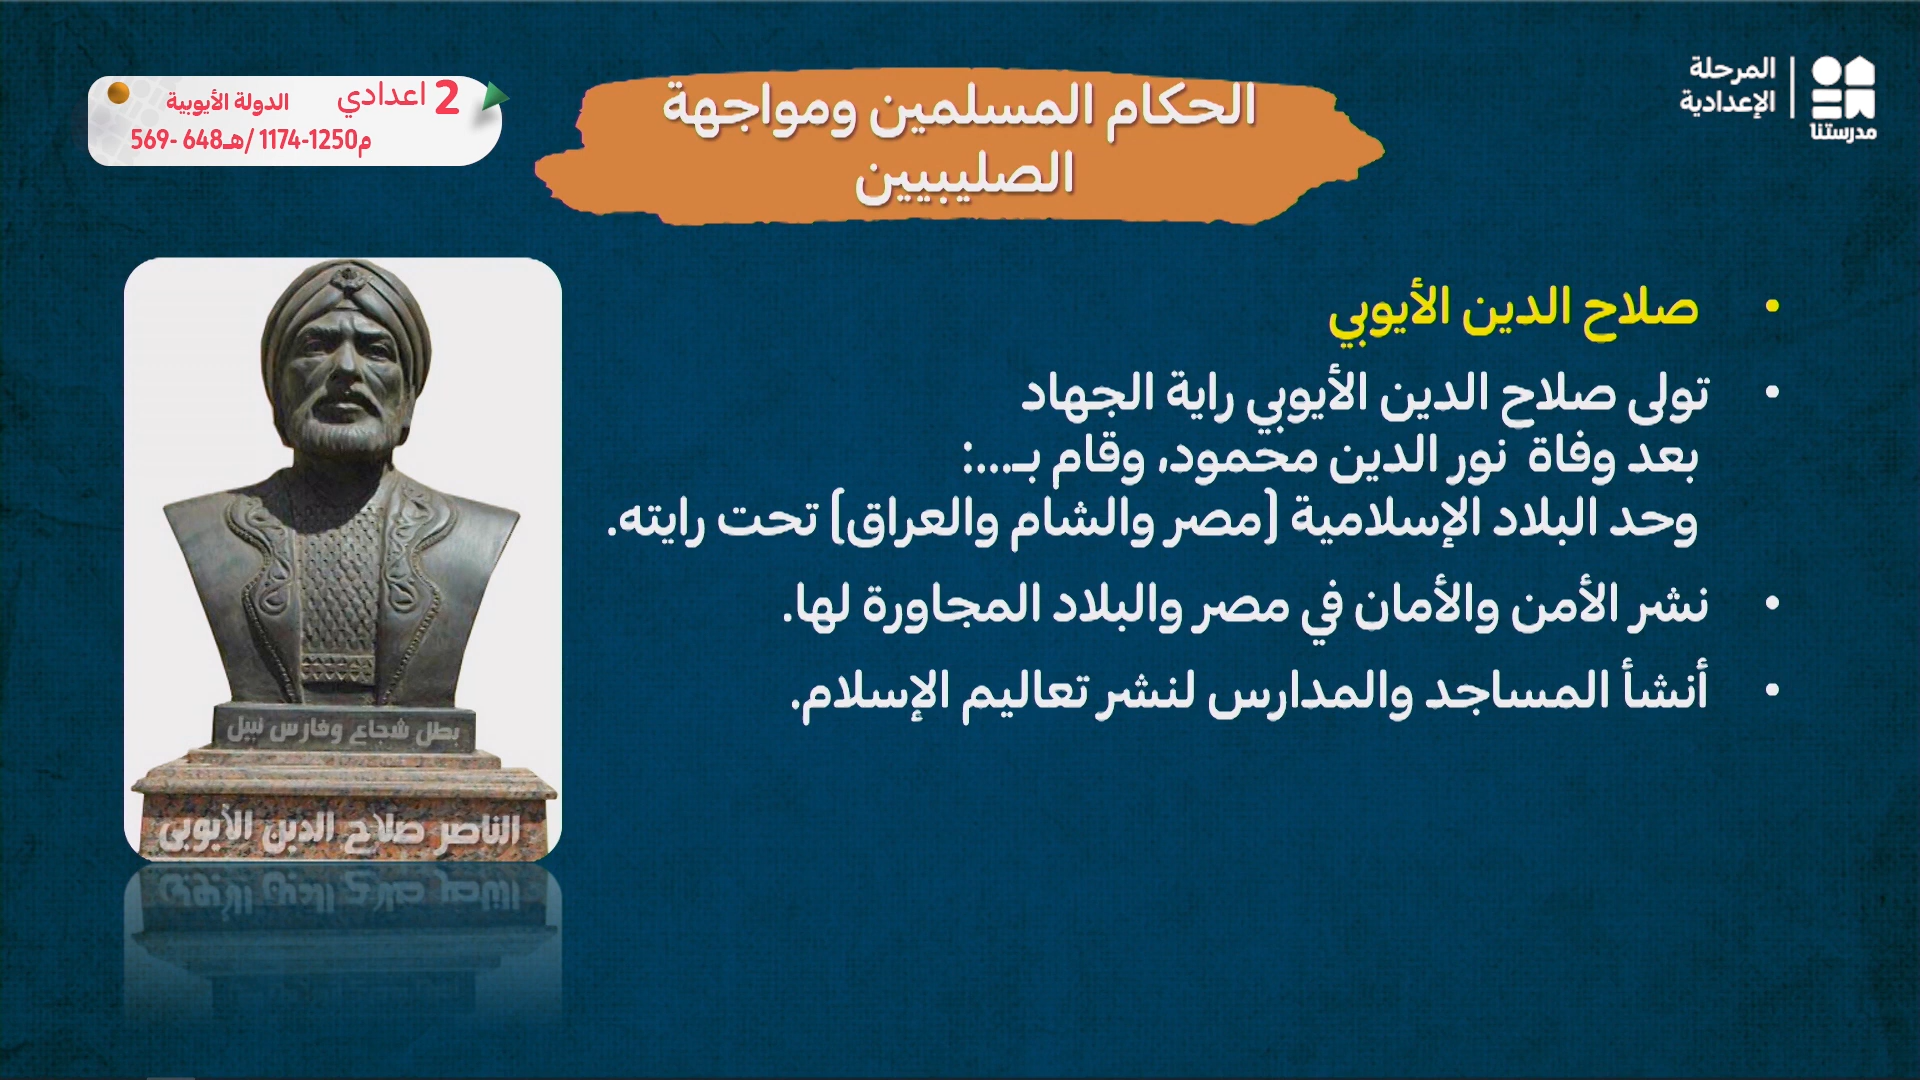 المرحلة
الإعدادية
مدرستنا
الحكام المسلمين ومواجهة
الصليبيين
2 اعدادي الدولة الأيوبية
569- 648هـ/ 1174-1250م
• صلاح الدين الأيوبي
• تولى صلاح الدين الأيوبي راية الجهاد
بعد وفاة نور الدين محمود، وقام بـ...:
وحد البلاد الإسلامية (مصر والشام والعراق) تحت رايته.
• نشر الأمن والأمان في مصر والبلاد المجاورة لها.
• أنشأ المساجد والمدارس لنشر تعاليم الإسلام.
بطل شجاع وفارس نبيل
الناصر صلاح الدين الأيوبى